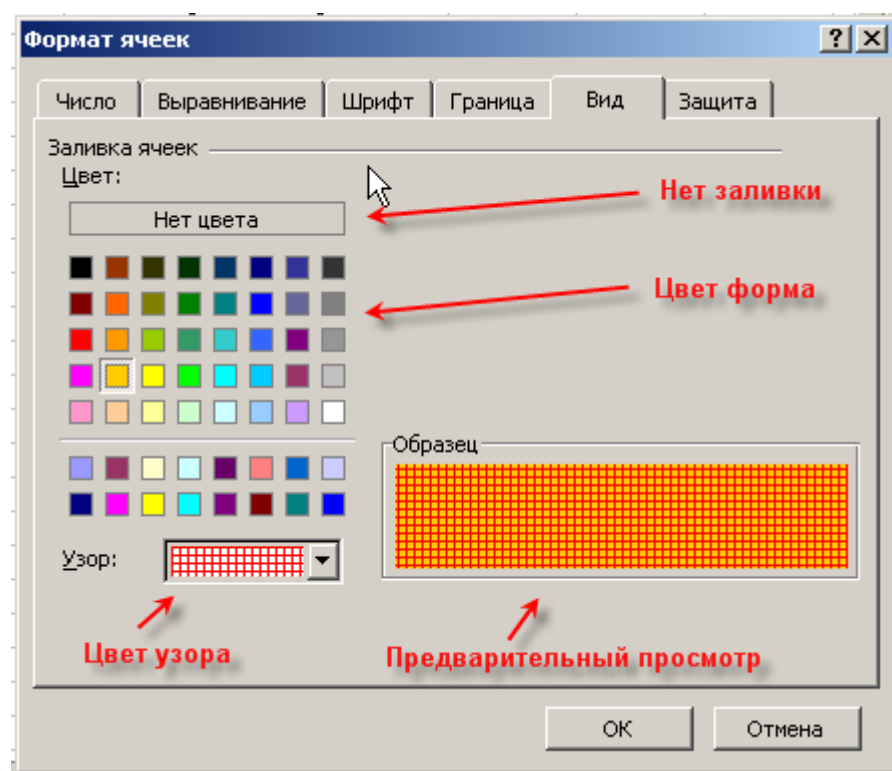 Формат ячеек
Число Выравнивание Шрифт Граница Вид Защита
Заливка ячеек
Цвет:
Нет цвета
Нет заливки
Цвет форма
Образец
Узор:
Цвет узора
Предварительный просмотр
ОК Отмена